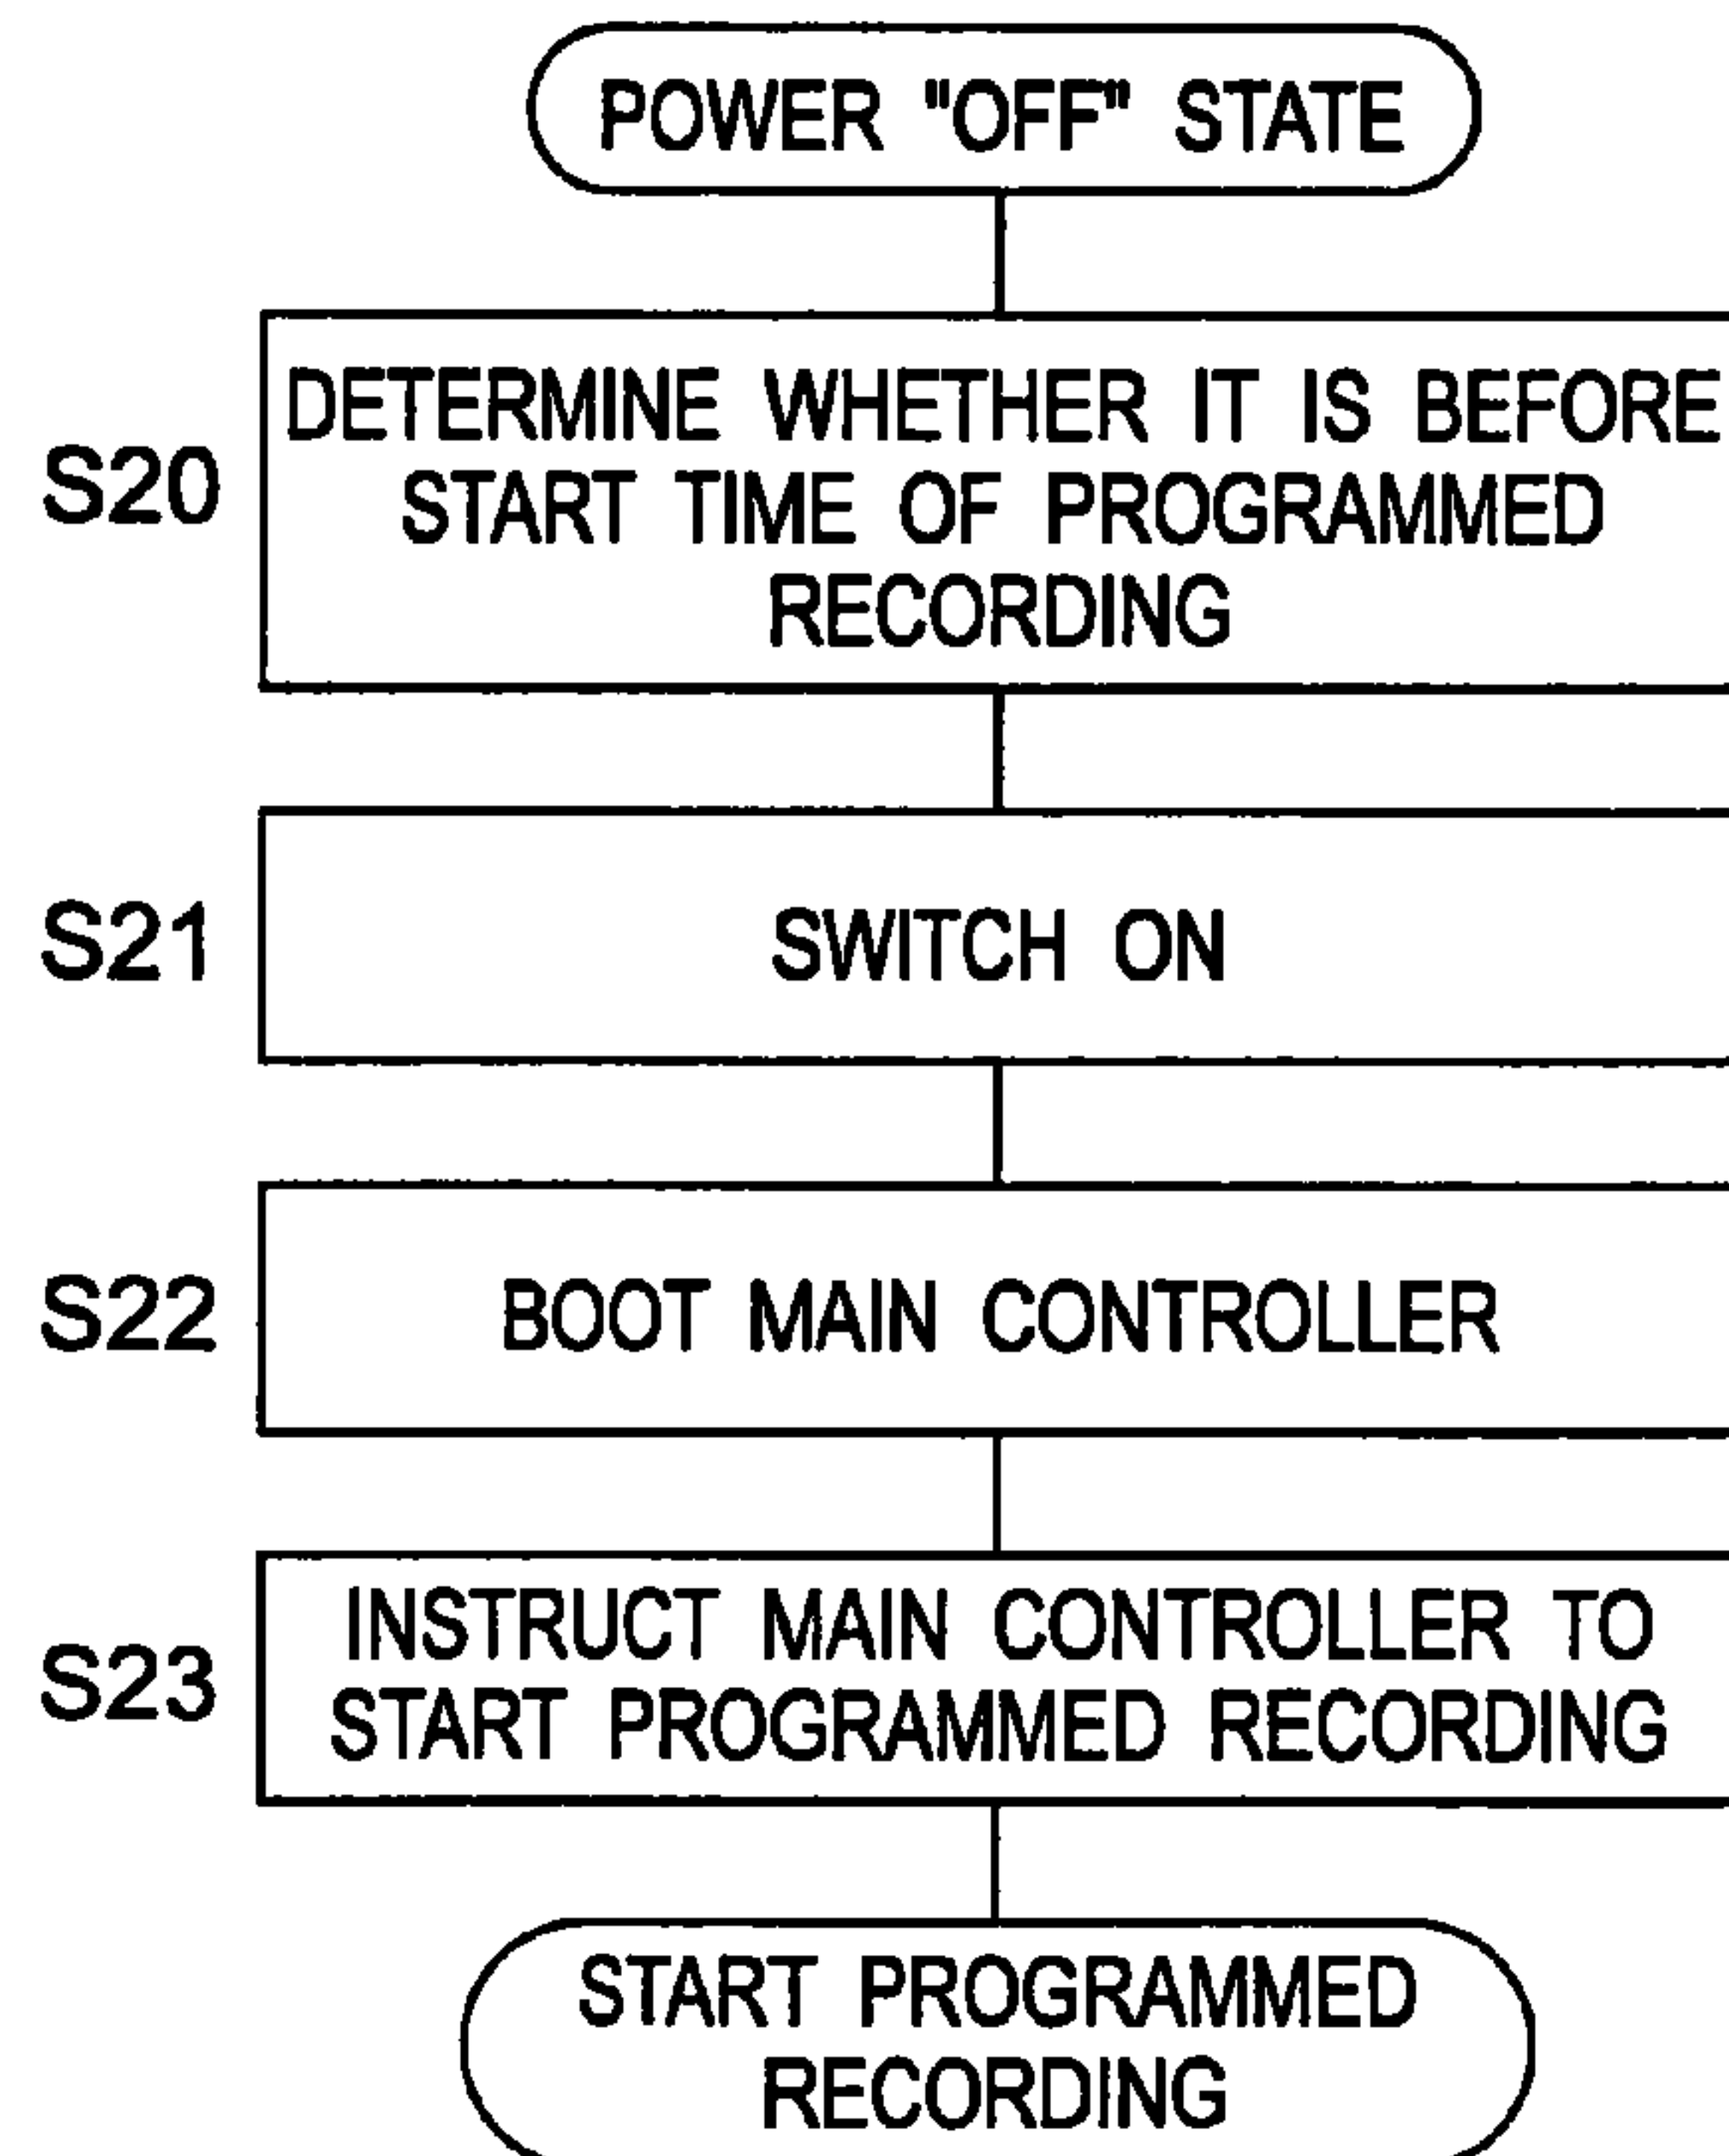 POWER "OFF" STATE
S20
DETERMINE WHETHER IT IS BEFORE
START TIME OF PROGRAMMED
RECORDING
S21
SWITCH ON
S22
BOOT MAIN CONTROLLER
S23
INSTRUCT MAIN CONTROLLER TO
START PROGRAMMED RECORDING
START PROGRAMMED
RECORDING